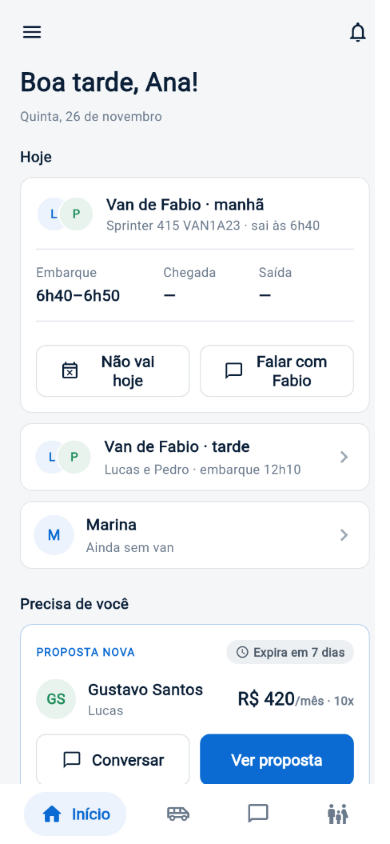 Boa tarde, Ana!
Quinta, 26 de novembro
Hoje
L P Van de Fabio · manhã
Sprinter 415 VAN1A23 · sai às 6h40
Embarque Chegada Saída
6h40–6h50 — —
Não vai
hoje
Falar com
Fabio
L P Van de Fabio · tarde
Lucas e Pedro · embarque 12h10
M Marina
Ainda sem van
Precisa de você
PROPOSTA NOVA Expira em 7 dias
GS Gustavo Santos R$ 420/mês · 10x
Lucas
Conversar Ver proposta
Início